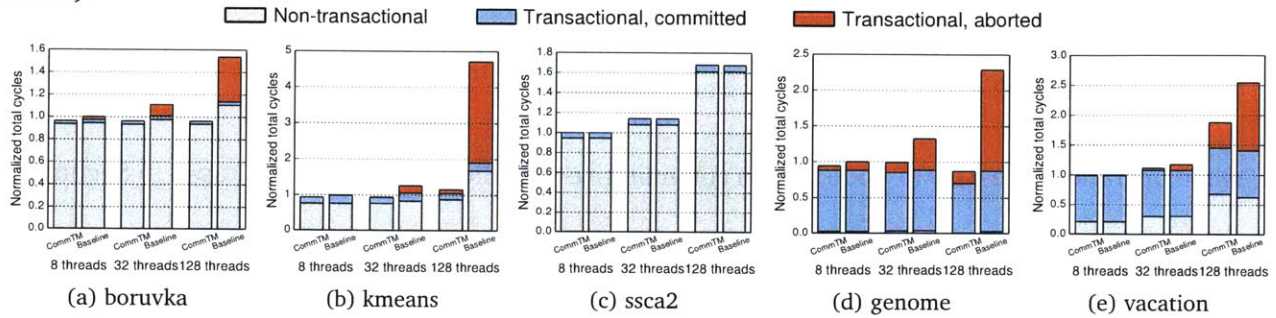 Non-transactional Transactional, committed Transactional, aborted
Normalized total cycles
1.6
1.4
1.2
1.0
0.8
0.6
0.4
0.2
0.0
CommTM Baseline CommTM Baseline CommTM Baseline
8 threads 32 threads 128 threads
(a) boruvka
Normalized total cycles
5
4
3
2
1
0
CommTM Baseline CommTM Baseline CommTM Baseline
8 threads 32 threads 128 threads
(b) kmeans
Normalized total cycles
1.8
1.6
1.4
1.2
1.0
0.8
0.6
0.4
0.2
0.0
CommTM Baseline CommTM Baseline CommTM Baseline
8 threads 32 threads 128 threads
(c) ssca2
Normalized total cycles
2.5
2.0
1.5
1.0
0.5
0.0
CommTM Baseline CommTM Baseline CommTM Baseline
8 threads 32 threads 128 threads
(d) genome
Normalized total cycles
3.0
2.5
2.0
1.5
1.0
0.5
0.0
CommTM Baseline CommTM Baseline CommTM Baseline
8 threads 32 threads 128 threads
(e) vacation